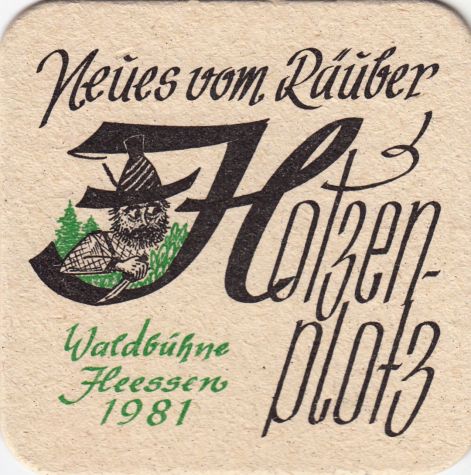 Neues vom Räuber
Hotzen-
plotz
Waldbühne
Heessen
1981